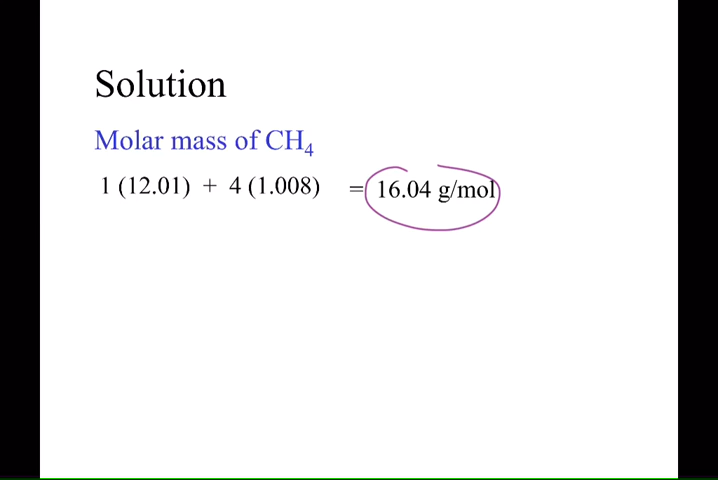 Solution
Molar mass of CH₄
1 (12.01) + 4 (1.008) = 16.04 g/mol